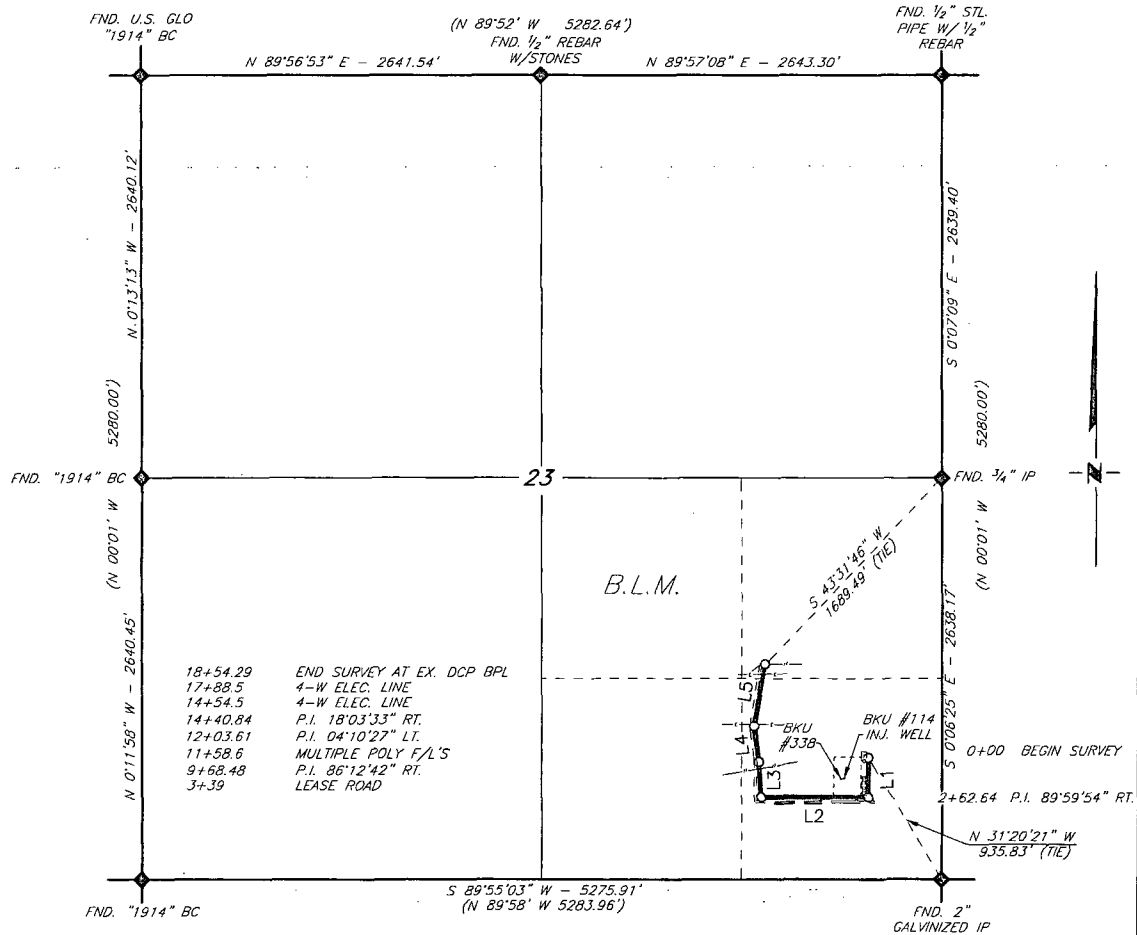 FND. U.S. GLO
"1914" BC
(N 89°52' W 5282.64')
FND. 1/2" REBAR
W/STONES
FND. 1/2" STL.
PIPE W/ 1/2"
REBAR
N 89°56'53" E - 2641.54'
N 89°57'08" E - 2643.30'
N 0°13'13" W - 2640.12'
5280.00')
(N 00°01' W
S 0°07'09" E - 2639.40'
5280.00')
(N 00°01' W
FND. "1914" BC
23
FND. 3/4" IP
N
B.L.M.
S 43°31'46" W
1689.49' (TIE)
N 0°11'58" W - 2640.45'
S 0°06'25" E - 2638.17'
18+54.29 END SURVEY AT EX. DCP BPL
17+88.5 4-W ELEC. LINE
14+54.5 4-W ELEC. LINE
14+40.84 P.I. 18°03'33" RT.
12+03.61 P.I. 04°10'27" LT.
11+58.6 MULTIPLE POLY F/L'S
9+68.48 P.I. 86°12'42" RT.
3+39 LEASE ROAD
L5
L4
L3
L2
L1
BKU
#338
BKU #114
INJ. WELL
0+00 BEGIN SURVEY
2+62.64 P.I. 89°59'54" RT.
N 31°20'21" W
935.83' (TIE)
S 89°55'03" W - 5275.91'
(N 89°58' W 5283.96')
FND. "1914" BC
FND. 2"
GALVINIZED IP